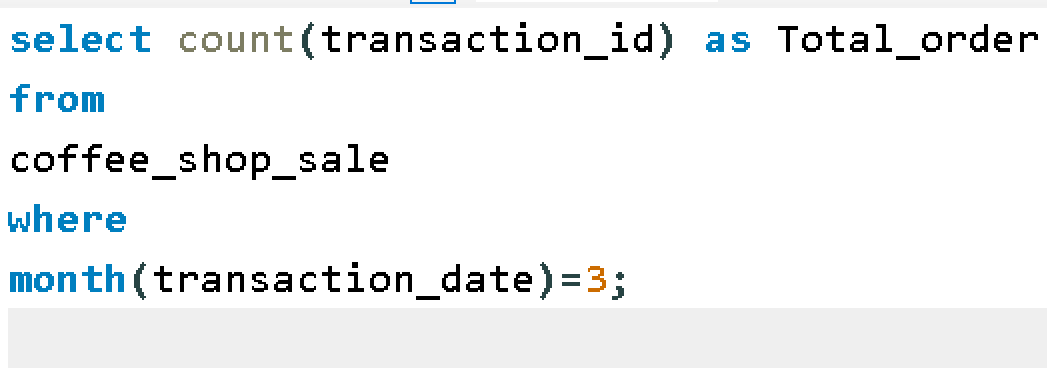 select count(transaction_id) as Total_order
from
coffee_shop_sale
where
month(transaction_date)=3;